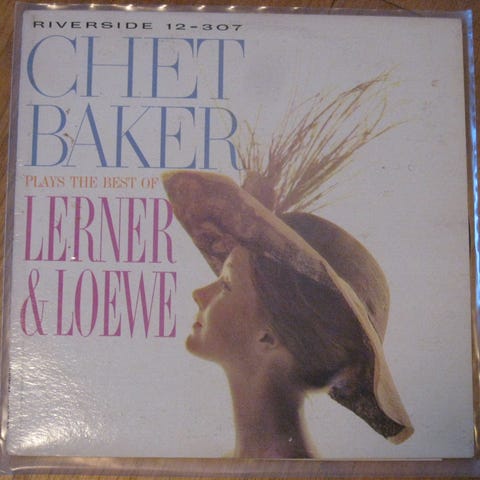 RIVERSIDE 12-307
CHET
BAKER
PLAYS THE BEST OF
LERNER
& LOEWE